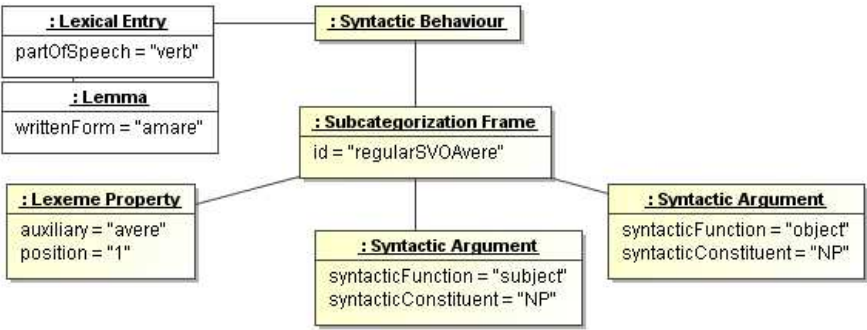 : Lexical Entry
partOfSpeech = "verb"
: Syntactic Behaviour
: Lemma
writtenForm = "amare"
: Subcategorization Frame
id = "regularSVOAvere"
: Lexeme Property
auxiliary = "avere"
position = "1"
: Syntactic Argument
syntacticFunction = "subject"
syntacticConstituent = "NP"
: Syntactic Argument
syntacticFunction = "object"
syntacticConstituent = "NP"